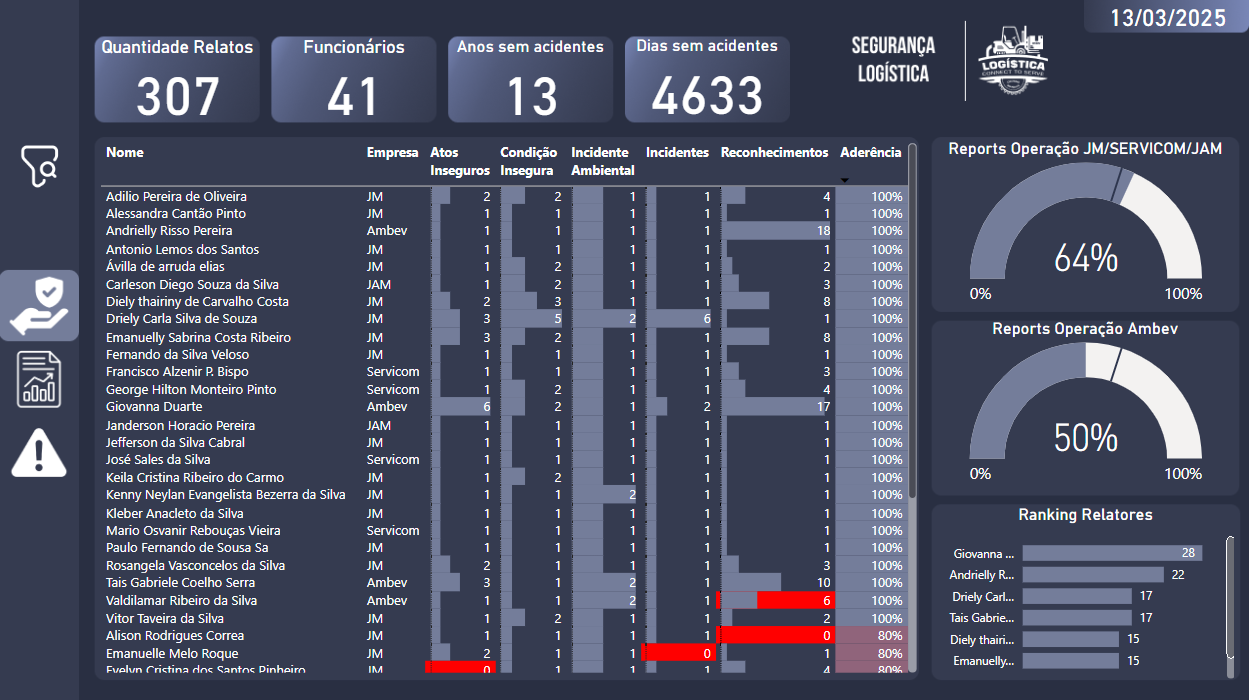 13/03/2025
Quantidade Relatos
307
Funcionários
41
Anos sem acidentes
13
Dias sem acidentes
4633
SEGURANÇA
LOGÍSTICA
LOGÍSTICA
CONNECT TO SERVE
Nome Empresa Atos Inseguros Condição Insegura Incidente Ambiental Incidentes Reconhecimentos Aderência
Adilio Pereira de Oliveira JM 2 2 1 1 4 100%
Alessandra Cantão Pinto JM 1 1 1 1 1 100%
Andrielly Risso Pereira Ambev 1 1 1 1 18 100%
Antonio Lemos dos Santos JM 1 1 1 1 1 100%
Ávilla de arruda elias JM 1 2 1 1 2 100%
Carleson Diego Souza da Silva JAM 1 2 1 1 3 100%
Diely thairiny de Carvalho Costa JM 2 3 1 1 8 100%
Driely Carla Silva de Souza JM 3 5 2 6 1 100%
Emanuelly Sabrina Costa Ribeiro JM 3 2 1 1 8 100%
Fernando da Silva Veloso JM 1 1 1 1 1 100%
Francisco Alzenir P. Bispo Servicom 1 1 1 1 3 100%
George Hilton Monteiro Pinto Servicom 1 2 1 1 4 100%
Giovanna Duarte Ambev 6 2 1 2 17 100%
Janderson Horacio Pereira JAM 1 1 1 1 1 100%
Jefferson da Silva Cabral JM 1 1 1 1 1 100%
José Sales da Silva Servicom 1 1 1 1 1 100%
Keila Cristina Ribeiro do Carmo JM 1 2 1 1 1 100%
Kenny Neylan Evangelista Bezerra da Silva JM 1 1 2 1 1 100%
Kleber Anacleto da Silva JM 1 1 1 1 1 100%
Mario Osvanir Rebouças Vieira Servicom 1 1 1 1 1 100%
Paulo Fernando de Sousa Sa JM 1 1 1 1 1 100%
Rosangela Vasconcelos da Silva JM 2 1 1 1 3 100%
Tais Gabriele Coelho Serra Ambev 3 1 2 1 10 100%
Valdilamar Ribeiro da Silva Ambev 1 1 2 1 6 100%
Vitor Taveira da Silva JM 1 2 1 1 2 100%
Alison Rodrigues Correa JM 1 1 1 1 0 80%
Emanuelle Melo Roque JM 2 1 1 0 1 80%
Evelyn Cristina dos Santos Pinheiro JM 0 1 1 1 4 80%
Reports Operação JM/SERVICOM/JAM
64%
0% 100%
Reports Operação Ambev
50%
0% 100%
Ranking Relatores
Giovanna ... 28
Andrielly R... 22
Driely Carl... 17
Tais Gabrie... 17
Diely thairi... 15
Emanuelly... 15